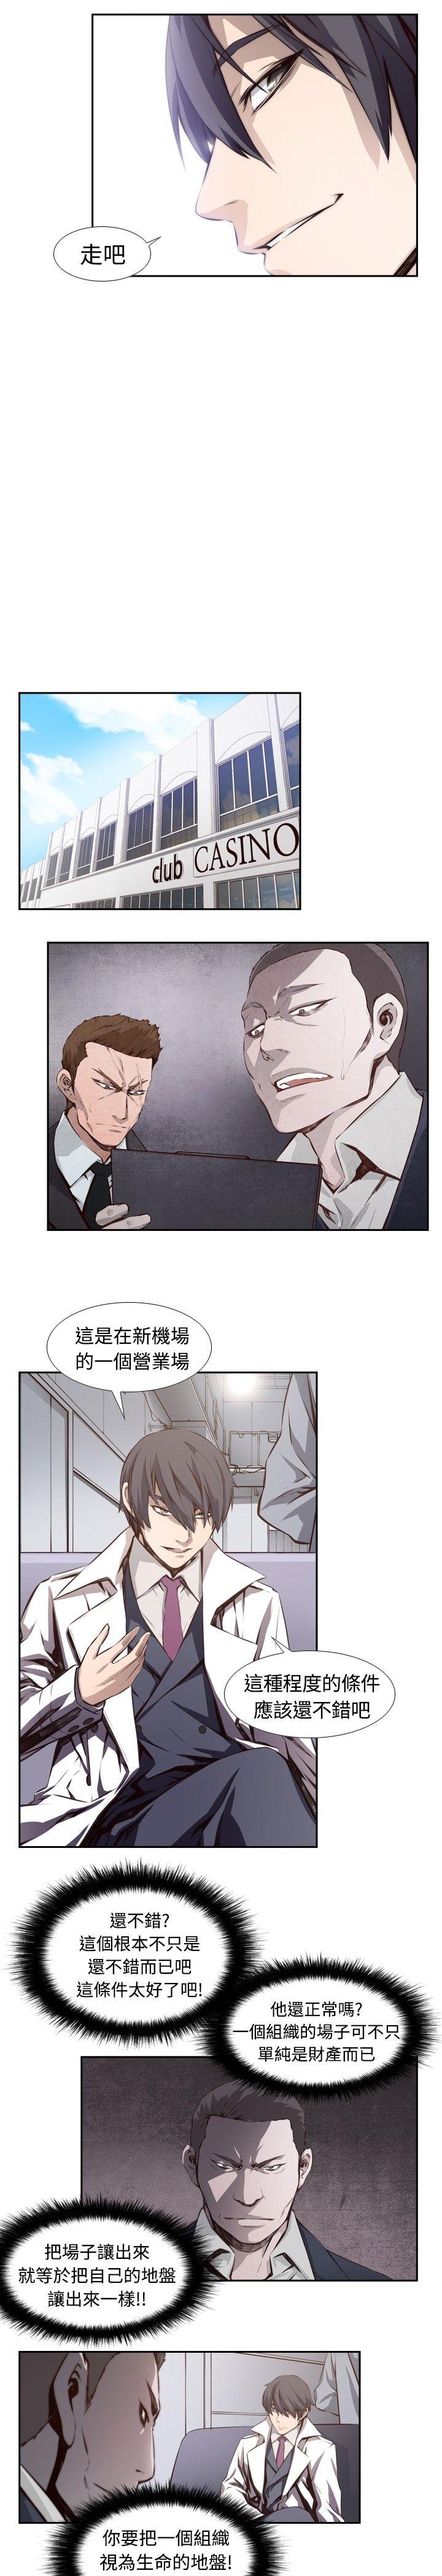 走吧
club CASINO
這是在新機場
的一個營業場
這種程度的條件
應該還不錯吧
還不錯?
這個根本不只是
還不錯而已吧
這條件太好了吧!
他還正常嗎?
一個組織的場子可不只
單純是財產而已
把場子讓出來
就等於把自己的地盤
讓出來一樣!!
你要把一個組織
視為生命的地盤!